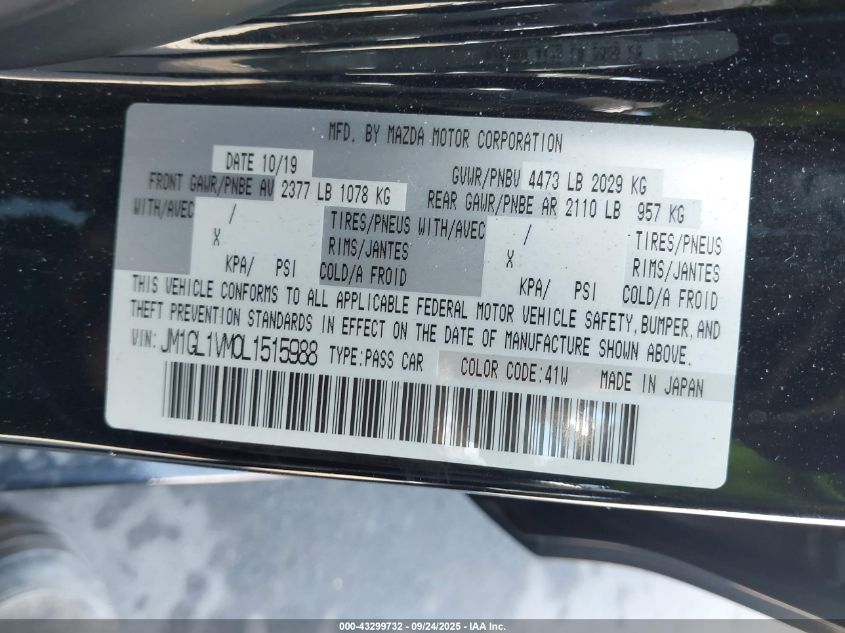 MFD. BY MAZDA MOTOR CORPORATION
DATE 10/19 GVWR/PNBV 4473 LB 2029 KG
FRONT GAWR/PNBE AV 2377 LB 1078 KG REAR GAWR/PNBE AR 2110 LB 957 KG
WITH/AVEC / TIRES/PNEUS WITH/AVEC / TIRES/PNEUS
X RIMS/JANTES X RIMS/JANTES
KPA/ PSI COLD/A FROID KPA/ PSI COLD/A FROID
THIS VEHICLE CONFORMS TO ALL APPLICABLE FEDERAL MOTOR VEHICLE SAFETY, BUMPER, AND
THEFT PREVENTION STANDARDS IN EFFECT ON THE DATE OF MANUFACTURE SHOWN ABOVE.
VIN: JM1GL1VM0L1515988 TYPE:PASS CAR COLOR CODE:41W MADE IN JAPAN
000-43299732 - 09/24/2025 - IAA Inc.